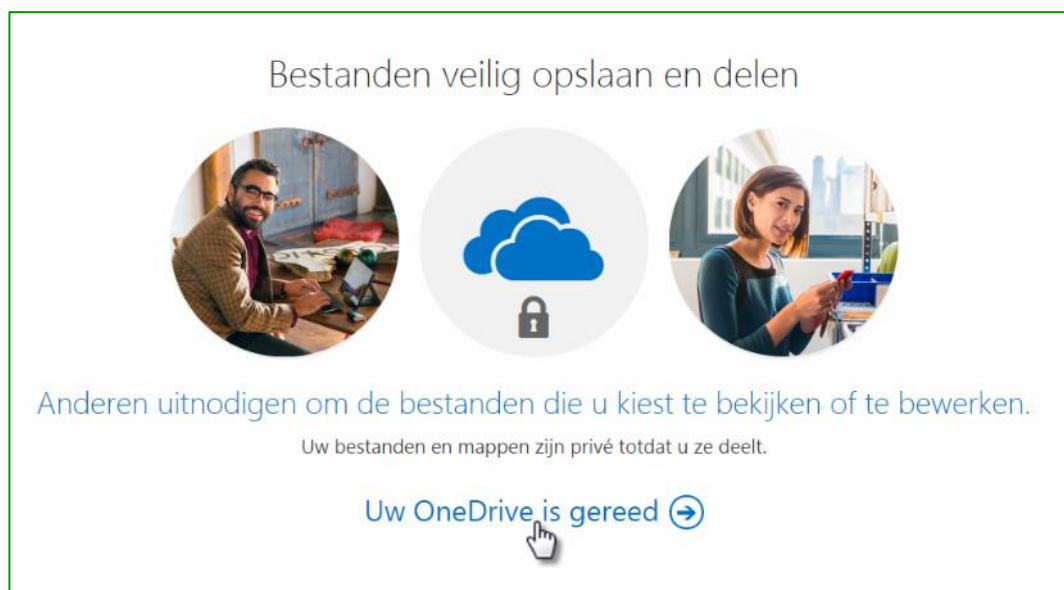 Bestanden veilig opslaan en delen
Anderen uitnodigen om de bestanden die u kiest te bekijken of te bewerken.
Uw bestanden en mappen zijn privé totdat u ze deelt.
Uw OneDrive is gereed